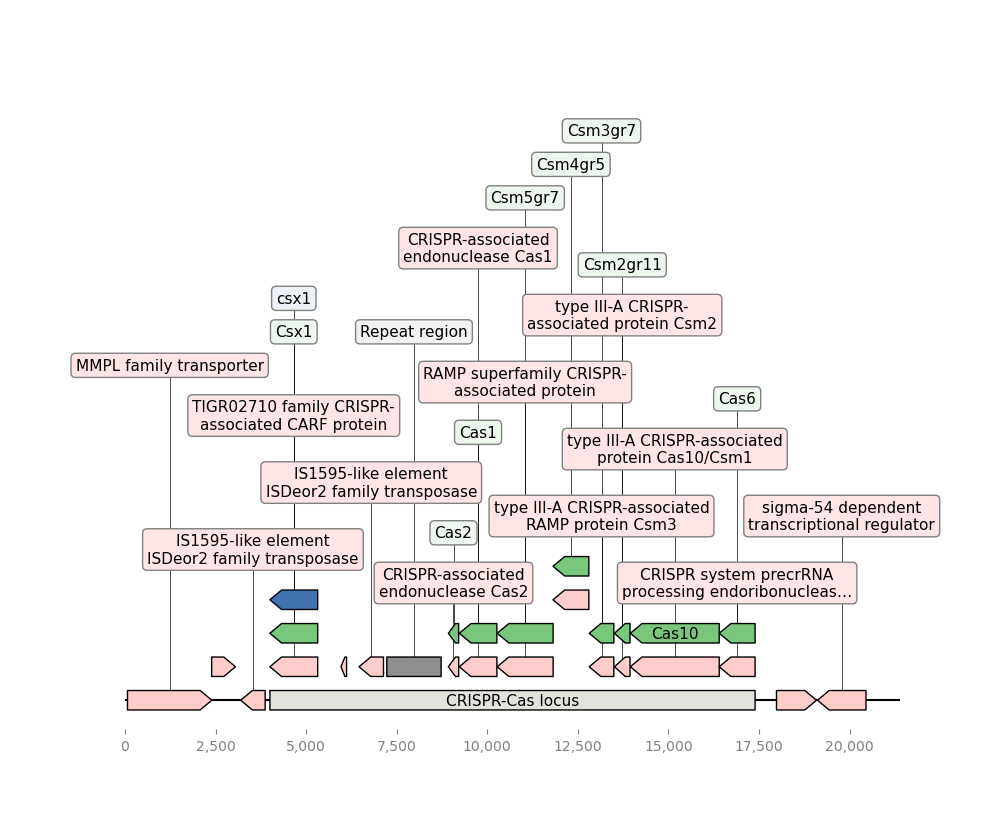 Csm3gr7
Csm4gr5
Csm5gr7
CRISPR-associated
endonuclease Cas1
Csm2gr11
csx1
type III-A CRISPR-
associated protein Csm2
Csx1
Repeat region
MMPL family transporter
RAMP superfamily CRISPR-
associated protein
Cas6
TIGR02710 family CRISPR-
associated CARF protein
Cas1
type III-A CRISPR-associated
protein Cas10/Csm1
IS1595-like element
ISDeor2 family transposase
type III-A CRISPR-associated
RAMP protein Csm3
sigma-54 dependent
transcriptional regulator
Cas2
IS1595-like element
ISDeor2 family transposase
CRISPR-associated
endonuclease Cas2
CRISPR system precrRNA
processing endoribonucleas...
Cas10
CRISPR-Cas locus
0 2,500 5,000 7,500 10,000 12,500 15,000 17,500 20,000